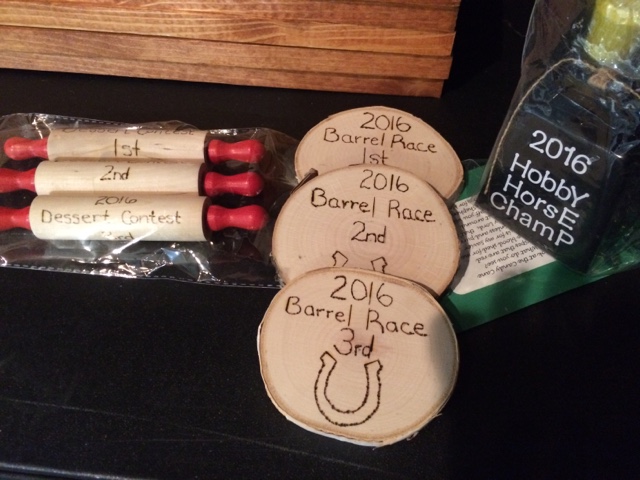 1st
2nd
2016
Dessert Contest
2016
Barrel Race
1st
2016
Barrel Race
2nd
2016
Barrel Race
3rd
2016
HobbY
HorsE
ChamP